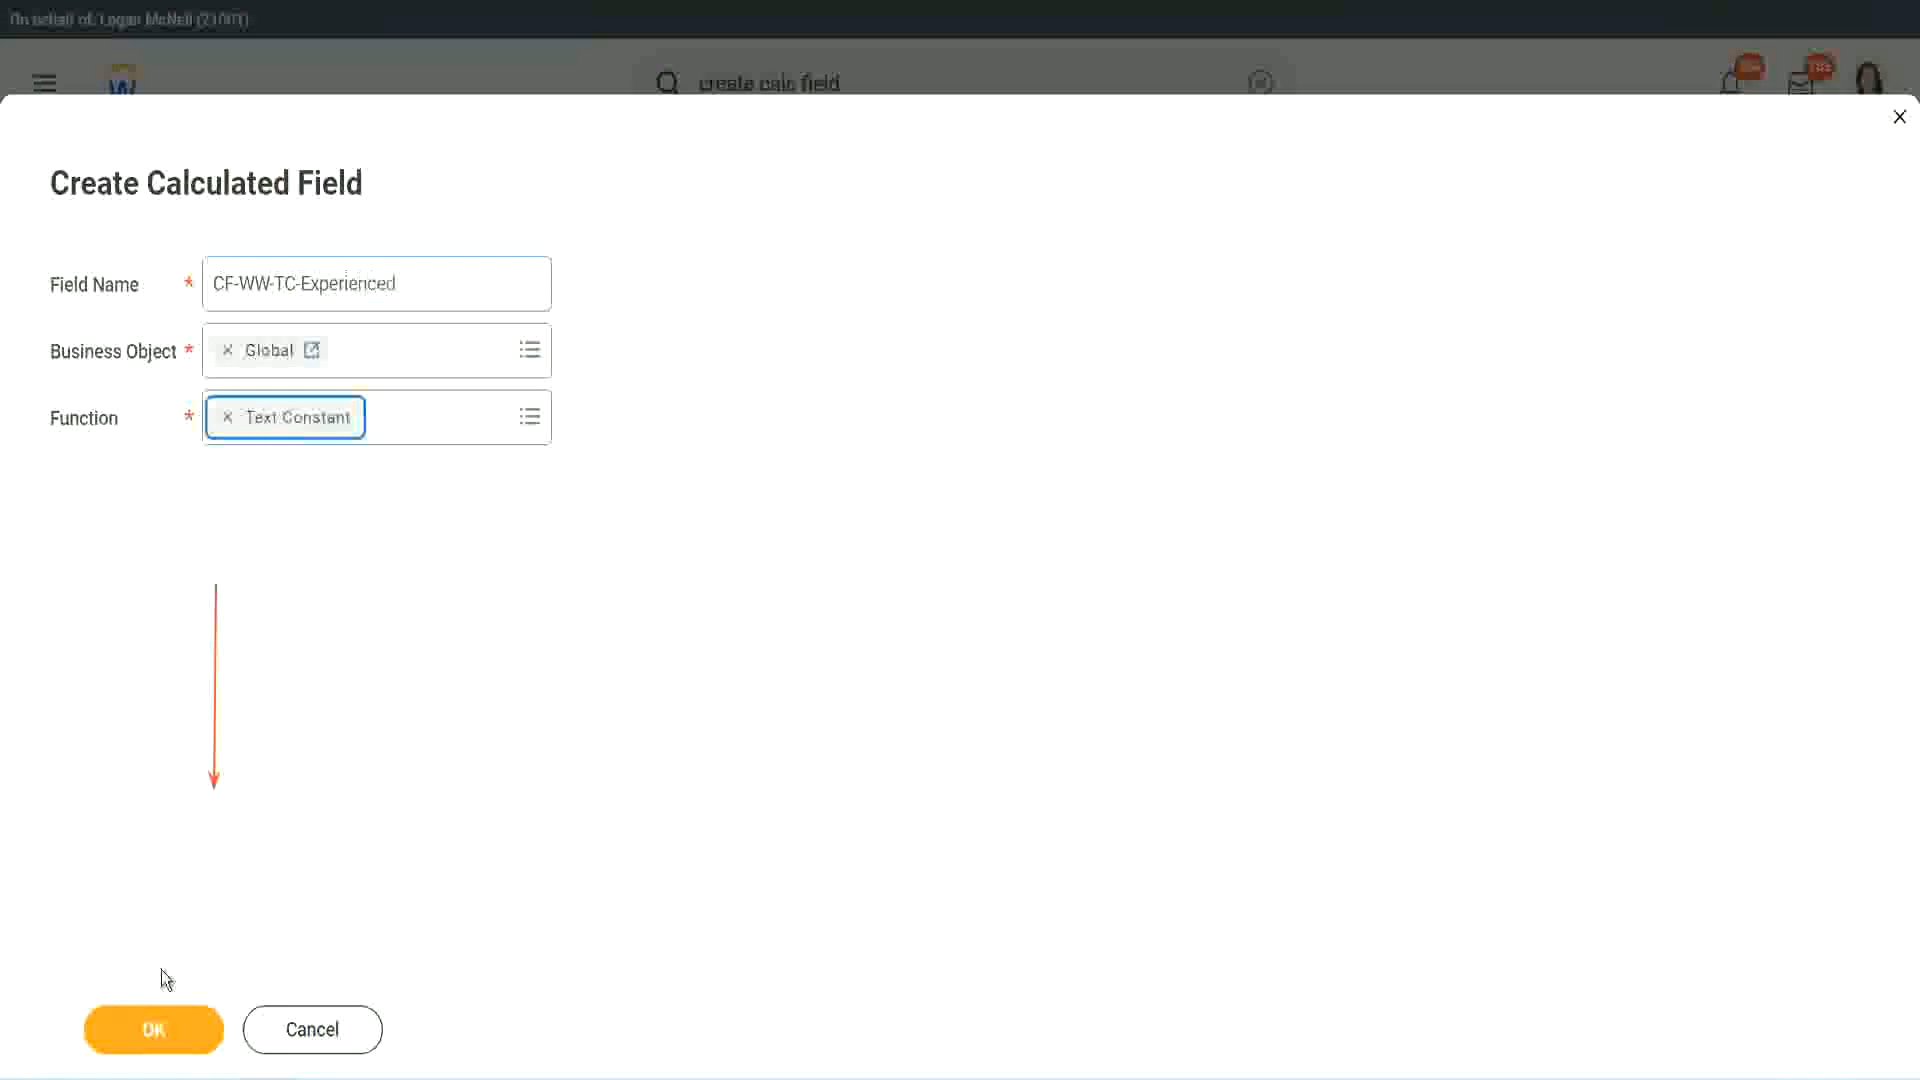 On behalf of: Logan McNeil (21001)
create calc field
Create Calculated Field
Field Name *
CF-WW-TC-Experienced
Business Object *
× Global
Function *
× Text Constant
OK
Cancel